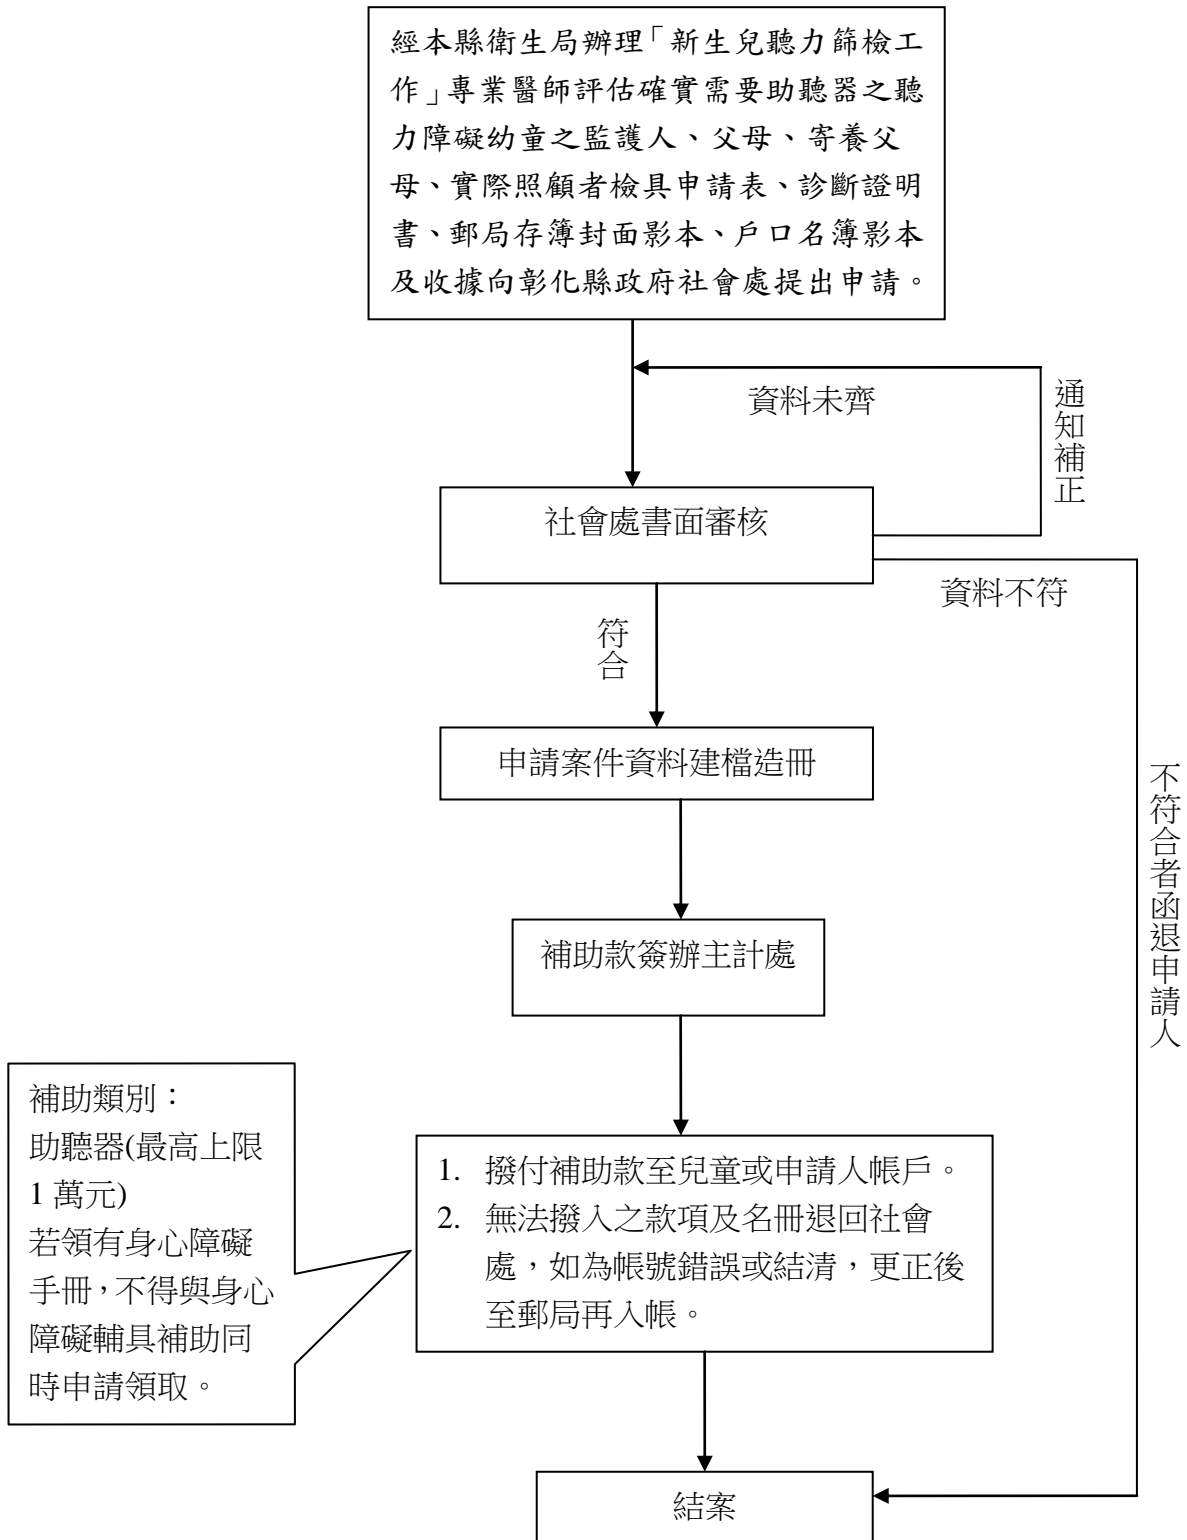 經本縣衛生局辦理「新生兒聽力篩檢工
作」專業醫師評估確實需要助聽器之聽
力障礙幼童之監護人、父母、寄養父
母、實際照顧者檢具申請表、診斷證明
書、郵局存簿封面影本、戶口名簿影本
及收據向彰化縣政府社會處提出申請。
資料未齊
通知補正
社會處書面審核
資料不符
符合
申請案件資料建檔造冊
不符合者函退申請人
補助款簽辦主計處
補助類別：
助聽器(最高上限
1 萬元)
若領有身心障礙
手冊，不得與身心
障礙輔具補助同
時申請領取。
1. 撥付補助款至兒童或申請人帳戶。
2. 無法撥入之款項及名冊退回社會
處，如為帳號錯誤或結清，更正後
至郵局再入帳。
結案